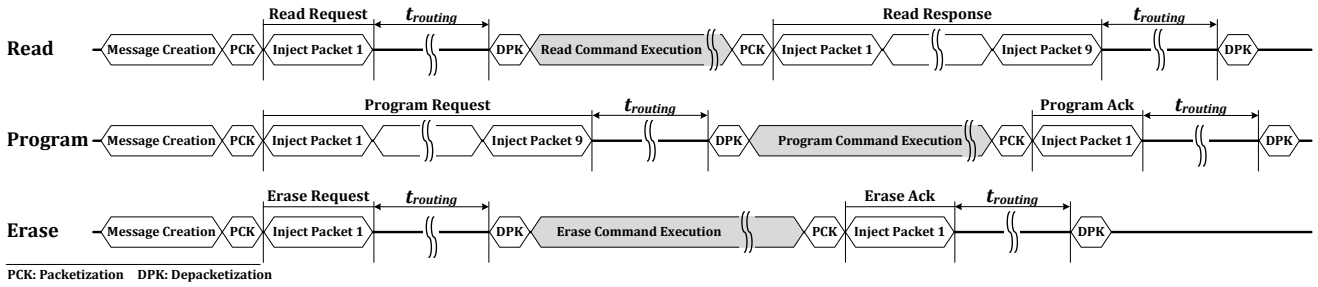 Read Request t_routing Read Response t_routing
Read Message Creation PCK Inject Packet 1 DPK Read Command Execution PCK Inject Packet 1 Inject Packet 9 DPK
Program Request t_routing Program Ack t_routing
Program Message Creation PCK Inject Packet 1 Inject Packet 9 DPK Program Command Execution PCK Inject Packet 1 DPK
Erase Request t_routing Erase Ack t_routing
Erase Message Creation PCK Inject Packet 1 DPK Erase Command Execution PCK Inject Packet 1 DPK
PCK: Packetization DPK: Depacketization